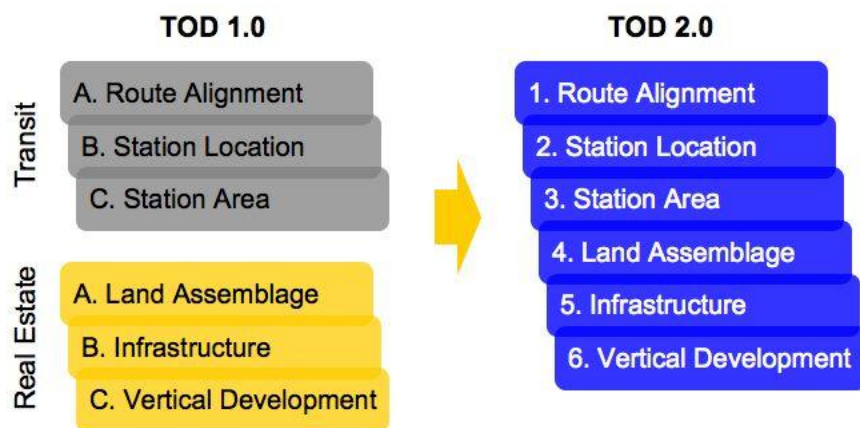 TOD 1.0
Transit
A. Route Alignment
B. Station Location
C. Station Area
Real Estate
A. Land Assemblage
B. Infrastructure
C. Vertical Development
TOD 2.0
1. Route Alignment
2. Station Location
3. Station Area
4. Land Assemblage
5. Infrastructure
6. Vertical Development